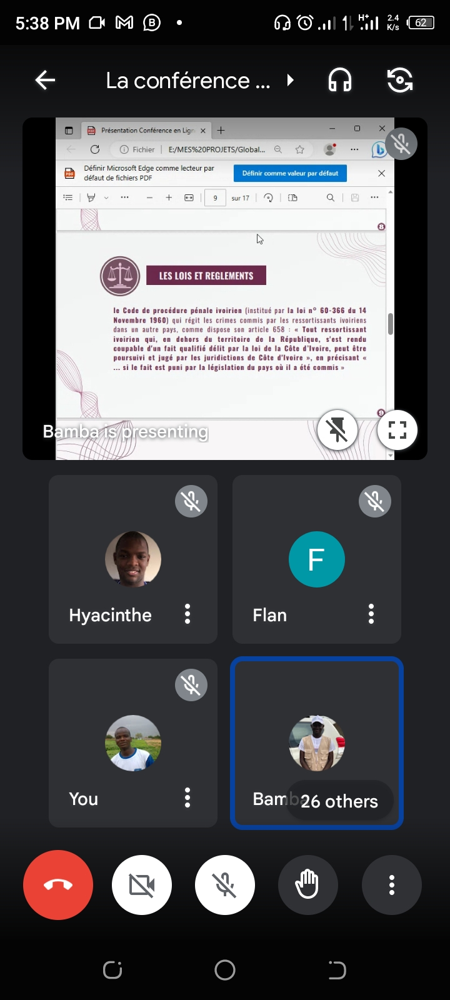 5:38 PM
H+
2.4
K/s
62
La conférence ...
Présentation Conférence en Lign
Fichier
E:/MES%20PROJETS/Global...
Définir Microsoft Edge comme lecteur par
défaut de fichiers PDF
Définir comme valeur par défaut
9
sur 17
8
LES LOIS ET REGLEMENTS
le Code de procédure pénale ivoirien (institué par la loi n° 60-366 du 14
Novembre 1960) qui régit les crimes commis par les ressortissants ivoiriens
dans un autre pays, comme dispose son article 658 : « Tout ressortissant
ivoirien qui, en dehors du territoire de la République, s'est rendu
coupable d'un fait qualifié délit par la loi de la Côte d'Ivoire, peut être
poursuivi et jugé par les juridictions de Côte d'Ivoire », en précisant «
... si le fait est puni par la législation du pays où il a été commis »
9
Bamba is presenting
Hyacinthe
F
Flan
You
Bamba
26 others